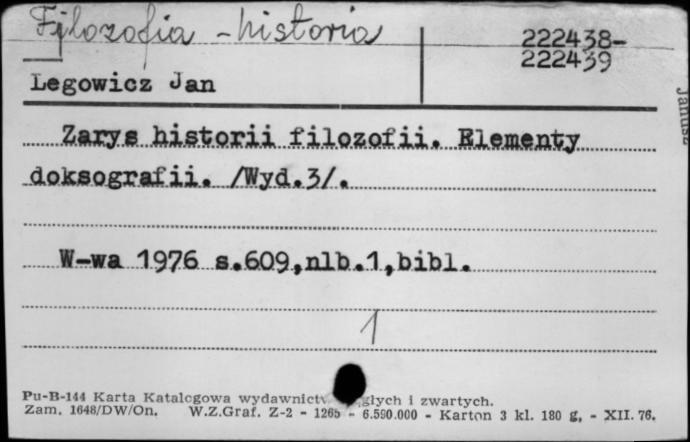 Filozofia - historia
222438-
222439
Legowicz Jan
Zarys historii filozofii. Elementy
doksografii. /Wyd.3/.
W-wa 1976 s.609,nlb.1,bibl.
1
Pu-B-144 Karta Katalogowa wydawnictw głych i zwartych.
Zam. 1648/DW/On. W.Z.Graf. Z-2 - 1265 - 6.590.000 - Karton 3 kl. 180 g. - XII. 76.
Janusz